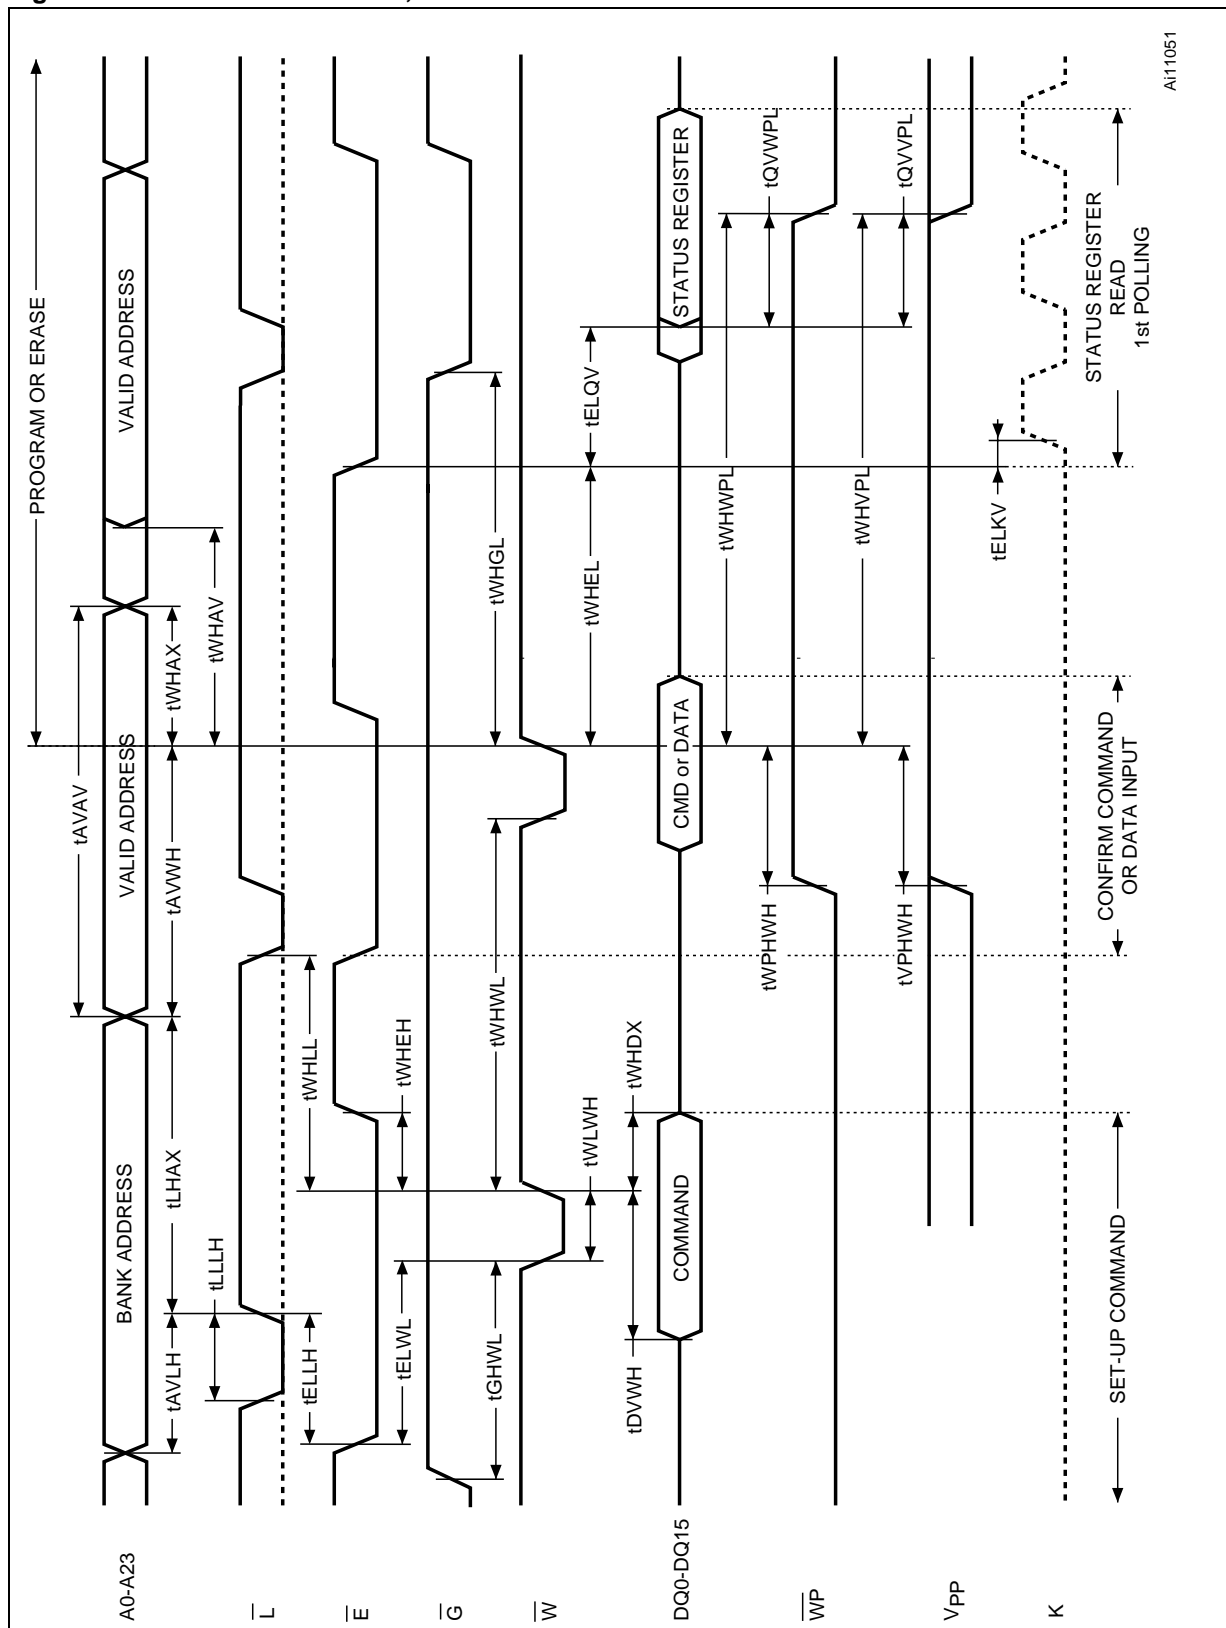 PROGRAM OR ERASE
tAVAV
A0-A23
BANK ADDRESS
VALID ADDRESS
VALID ADDRESS
tAVLH
tLHAX
tAVWH
tWHAX
tLLLH
tWHAV
L
tELLH
tWHLL
E
tELWL
tWHEH
G
tGHWL
tWHWL
tWHGL
W
tWLWH
tWHEL
tELQV
tDVWH
tWHDX
DQ0-DQ15
COMMAND
CMD or DATA
STATUS REGISTER
tWHWPL
tWPHWH
tQVWPL
WP
tWHVPL
tVPHWH
tQVVPL
VPP
tELKV
K
SET-UP COMMAND
CONFIRM COMMAND
OR DATA INPUT
STATUS REGISTER
READ
1st POLLING
Ai11051